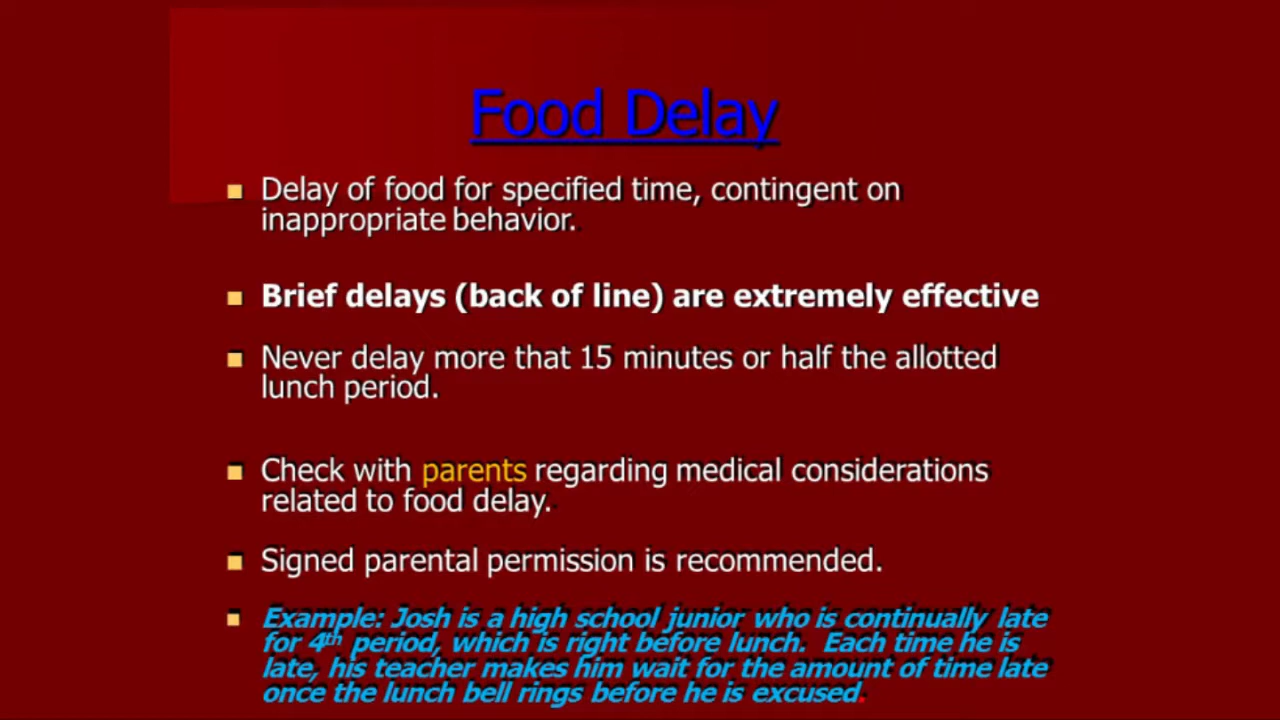 Food Delay
Delay of food for specified time, contingent on
inappropriate behavior.
Brief delays (back of line) are extremely effective
Never delay more that 15 minutes or half the allotted
lunch period.
Check with parents regarding medical considerations
related to food delay.
Signed parental permission is recommended.
Example: Josh is a high school junior who is continually late
for 4th period, which is right before lunch. Each time he is
late, his teacher makes him wait for the amount of time late
once the lunch bell rings before he is excused.